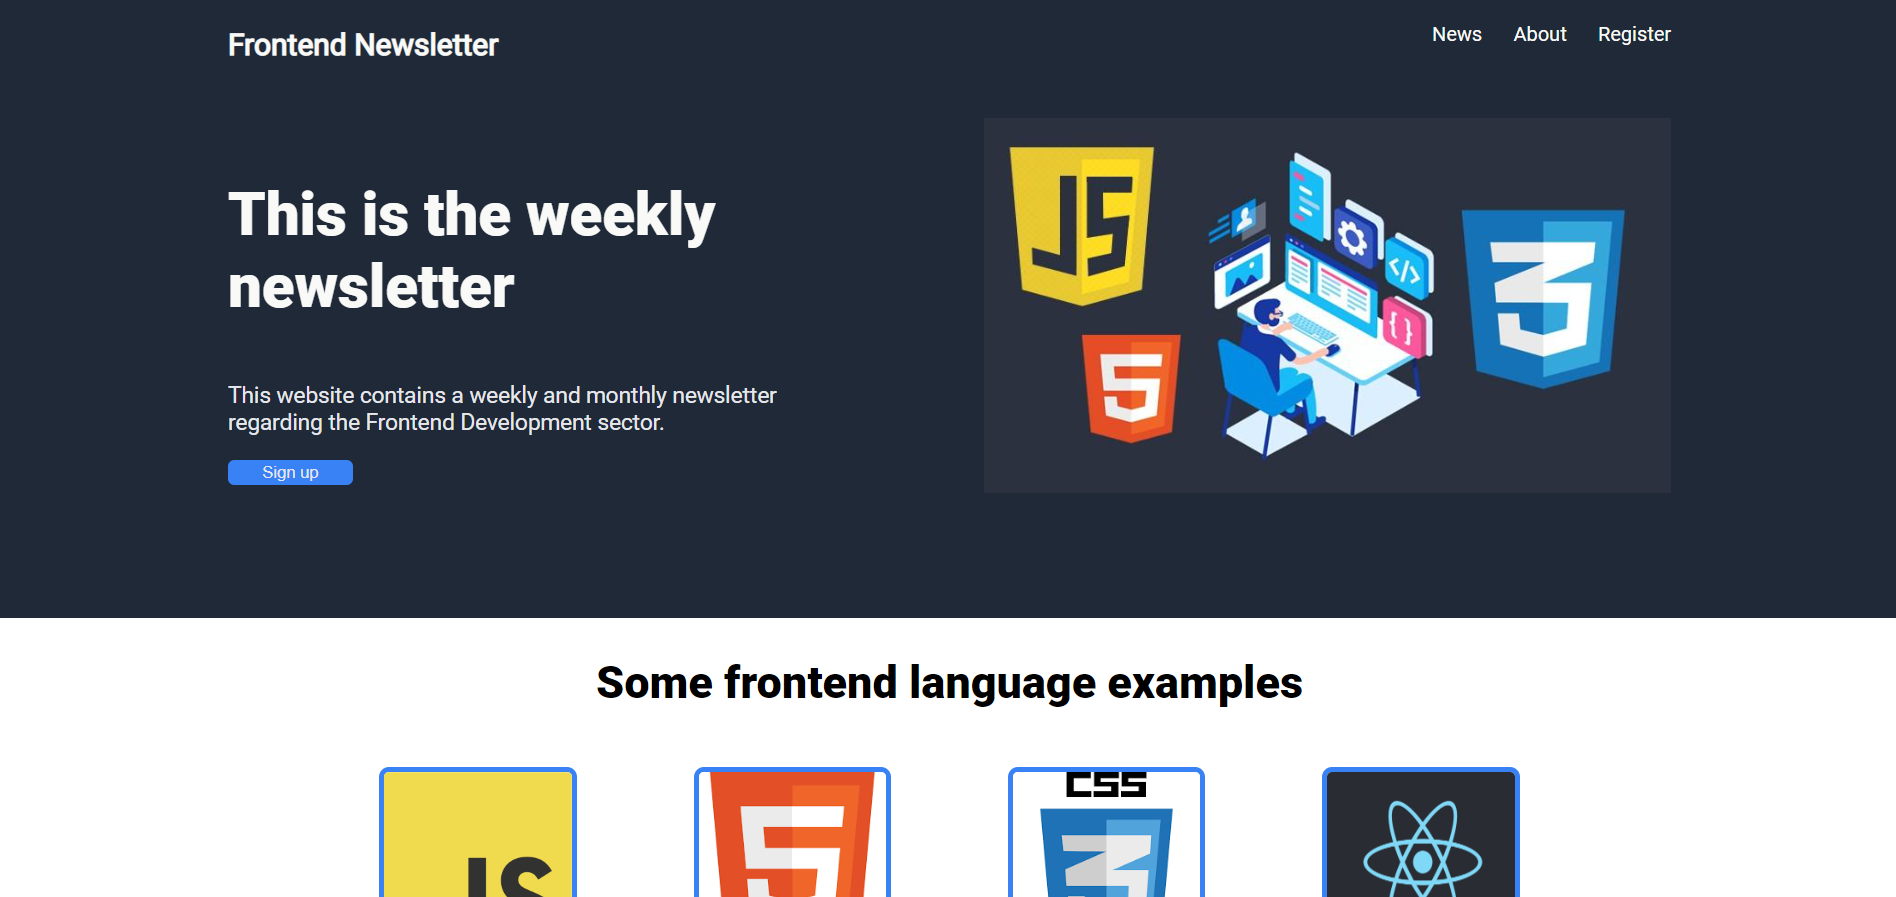 Frontend Newsletter
News
About
Register
This is the weekly
newsletter
This website contains a weekly and monthly newsletter
regarding the Frontend Development sector.
Sign up
JS
5
3
</>
{}
Some frontend language examples
JS
5
CSS
3